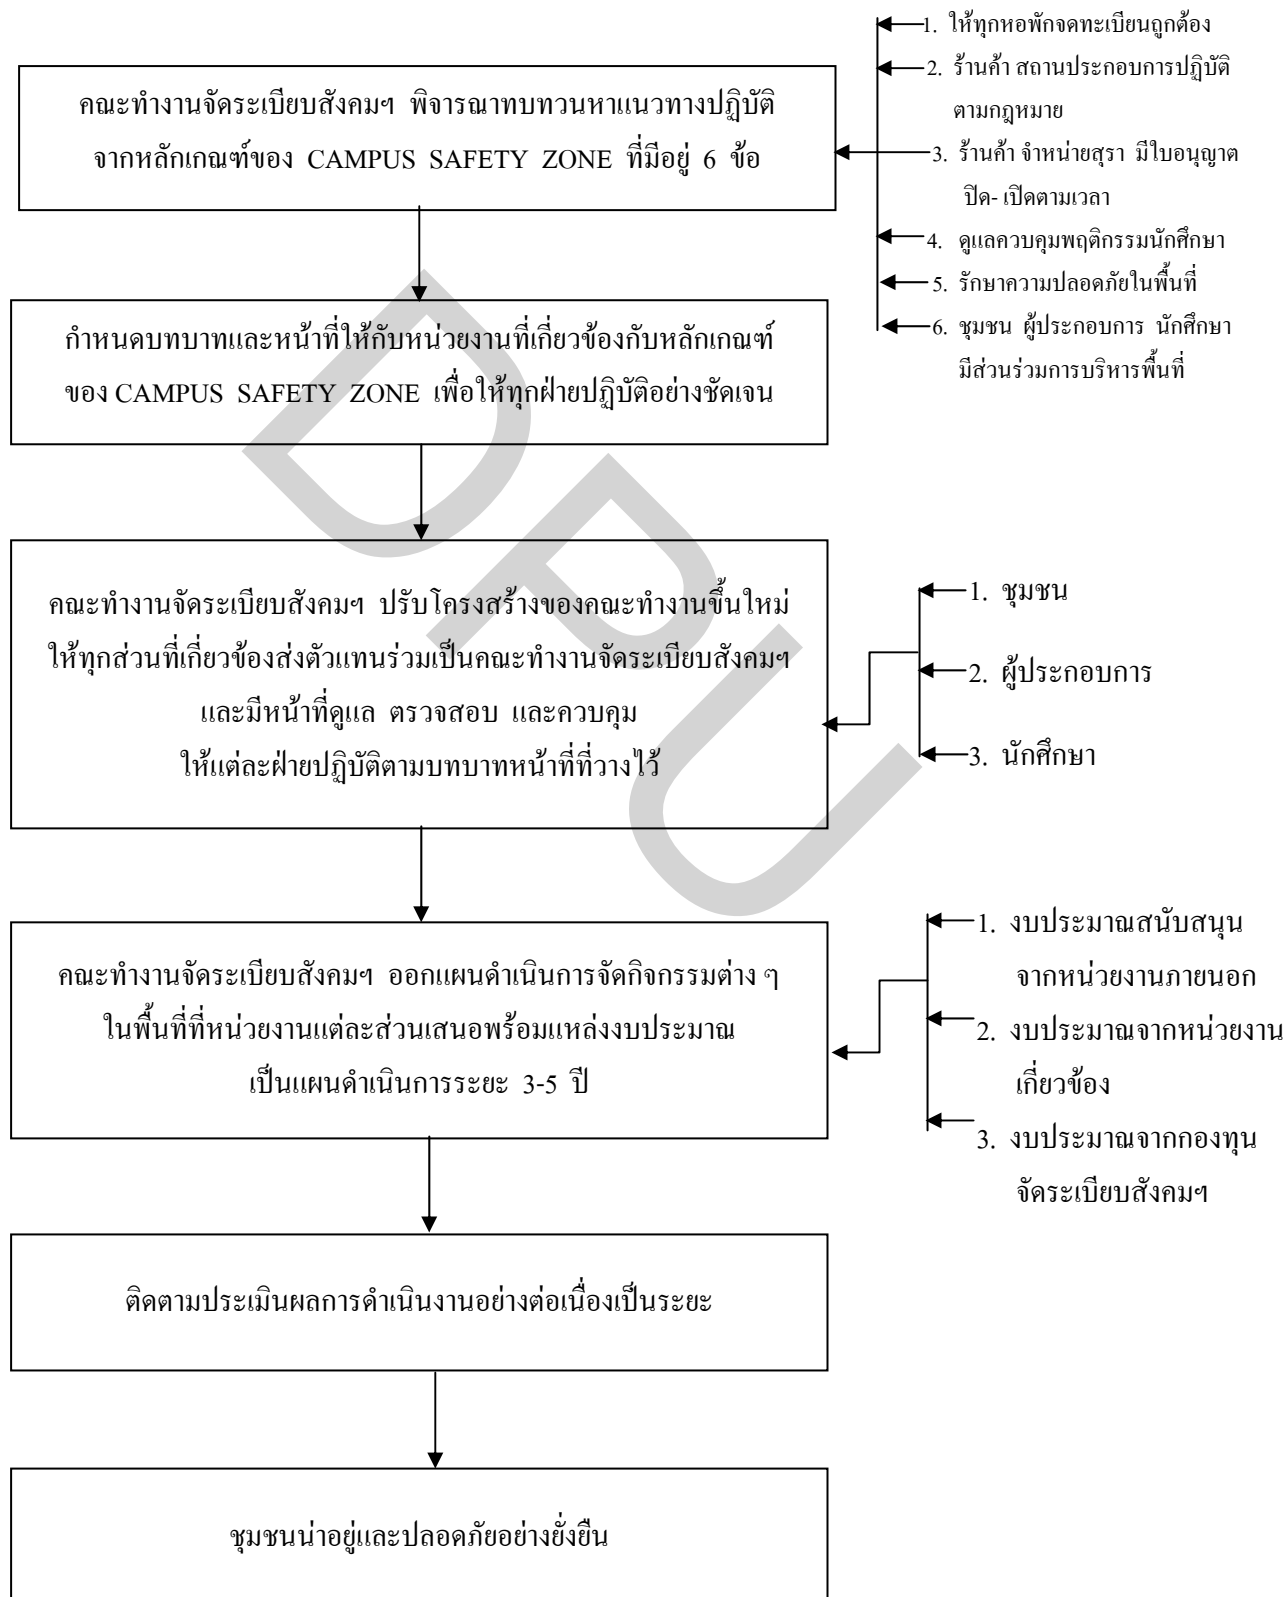 1. ให้ทุกหอพักจดทะเบียนถูกต้อง
2. ร้านค้า สถานประกอบการปฏิบัติ
ตามกฎหมาย
3. ร้านค้า จำหน่ายสุรา มีใบอนุญาต
ปิด- เปิดตามเวลา
4. ดูแลควบคุมพฤติกรรมนักศึกษา
5. รักษาความปลอดภัยในพื้นที่
6. ชุมชน ผู้ประกอบการ นักศึกษา
มีส่วนร่วมการบริหารพื้นที่
คณะทำงานจัดระเบียบสังคมฯ พิจารณาทบทวนหาแนวทางปฏิบัติ
จากหลักเกณฑ์ของ CAMPUS SAFETY ZONE ที่มีอยู่ 6 ข้อ
กำหนดบทบาทและหน้าที่ให้กับหน่วยงานที่เกี่ยวข้องกับหลักเกณฑ์
ของ CAMPUS SAFETY ZONE เพื่อให้ทุกฝ่ายปฏิบัติอย่างชัดเจน
คณะทำงานจัดระเบียบสังคมฯ ปรับโครงสร้างของคณะทำงานขึ้นใหม่
ให้ทุกส่วนที่เกี่ยวข้องส่งตัวแทนร่วมเป็นคณะทำงานจัดระเบียบสังคมฯ
และมีหน้าที่ดูแล ตรวจสอบ และควบคุม
ให้แต่ละฝ่ายปฏิบัติตามบทบาทหน้าที่ที่วางไว้
1. ชุมชน
2. ผู้ประกอบการ
3. นักศึกษา
คณะทำงานจัดระเบียบสังคมฯ ออกแผนดำเนินการจัดกิจกรรมต่าง ๆ
ในพื้นที่ที่หน่วยงานแต่ละส่วนเสนอพร้อมแหล่งงบประมาณ
เป็นแผนดำเนินการระยะ 3-5 ปี
1. งบประมาณสนับสนุน
จากหน่วยงานภายนอก
2. งบประมาณจากหน่วยงาน
เกี่ยวข้อง
3. งบประมาณจากกองทุน
จัดระเบียบสังคมฯ
ติดตามประเมินผลการดำเนินงานอย่างต่อเนื่องเป็นระยะ
ชุมชนน่าอยู่และปลอดภัยอย่างยั่งยืน
DPU